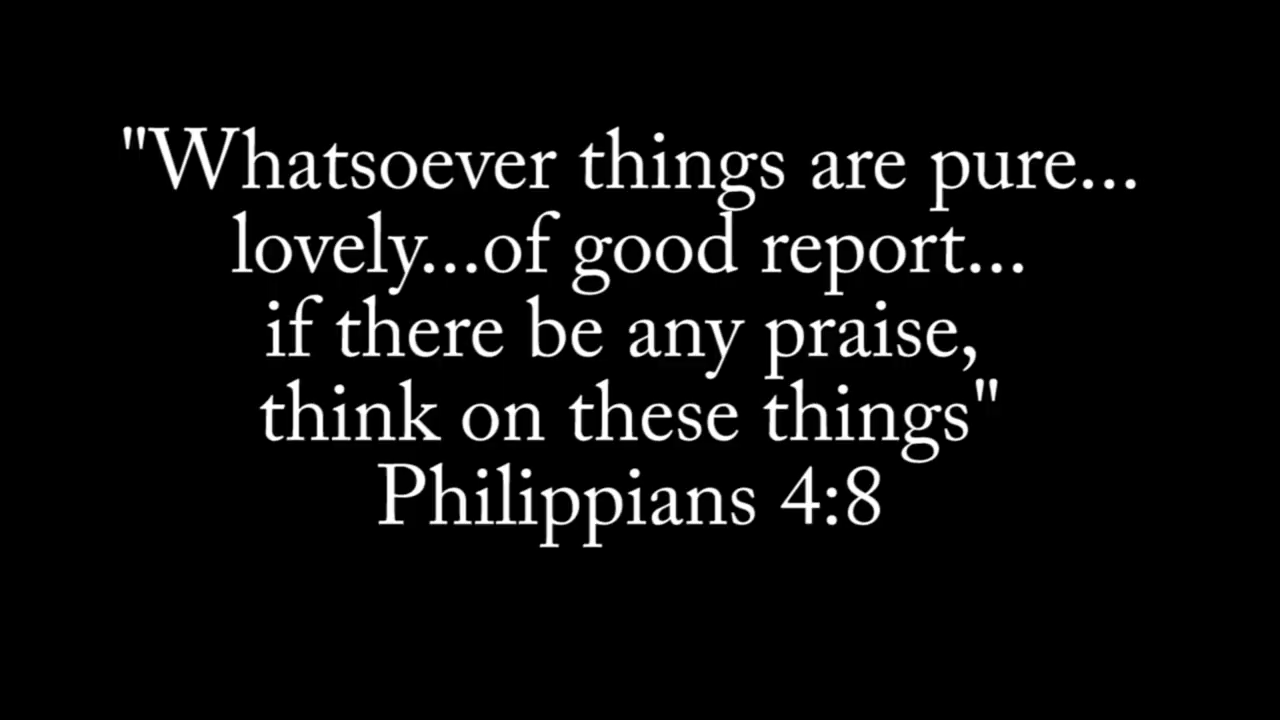 "Whatsoever things are pure...
lovely...of good report...
if there be any praise,
think on these things"
Philippians 4:8